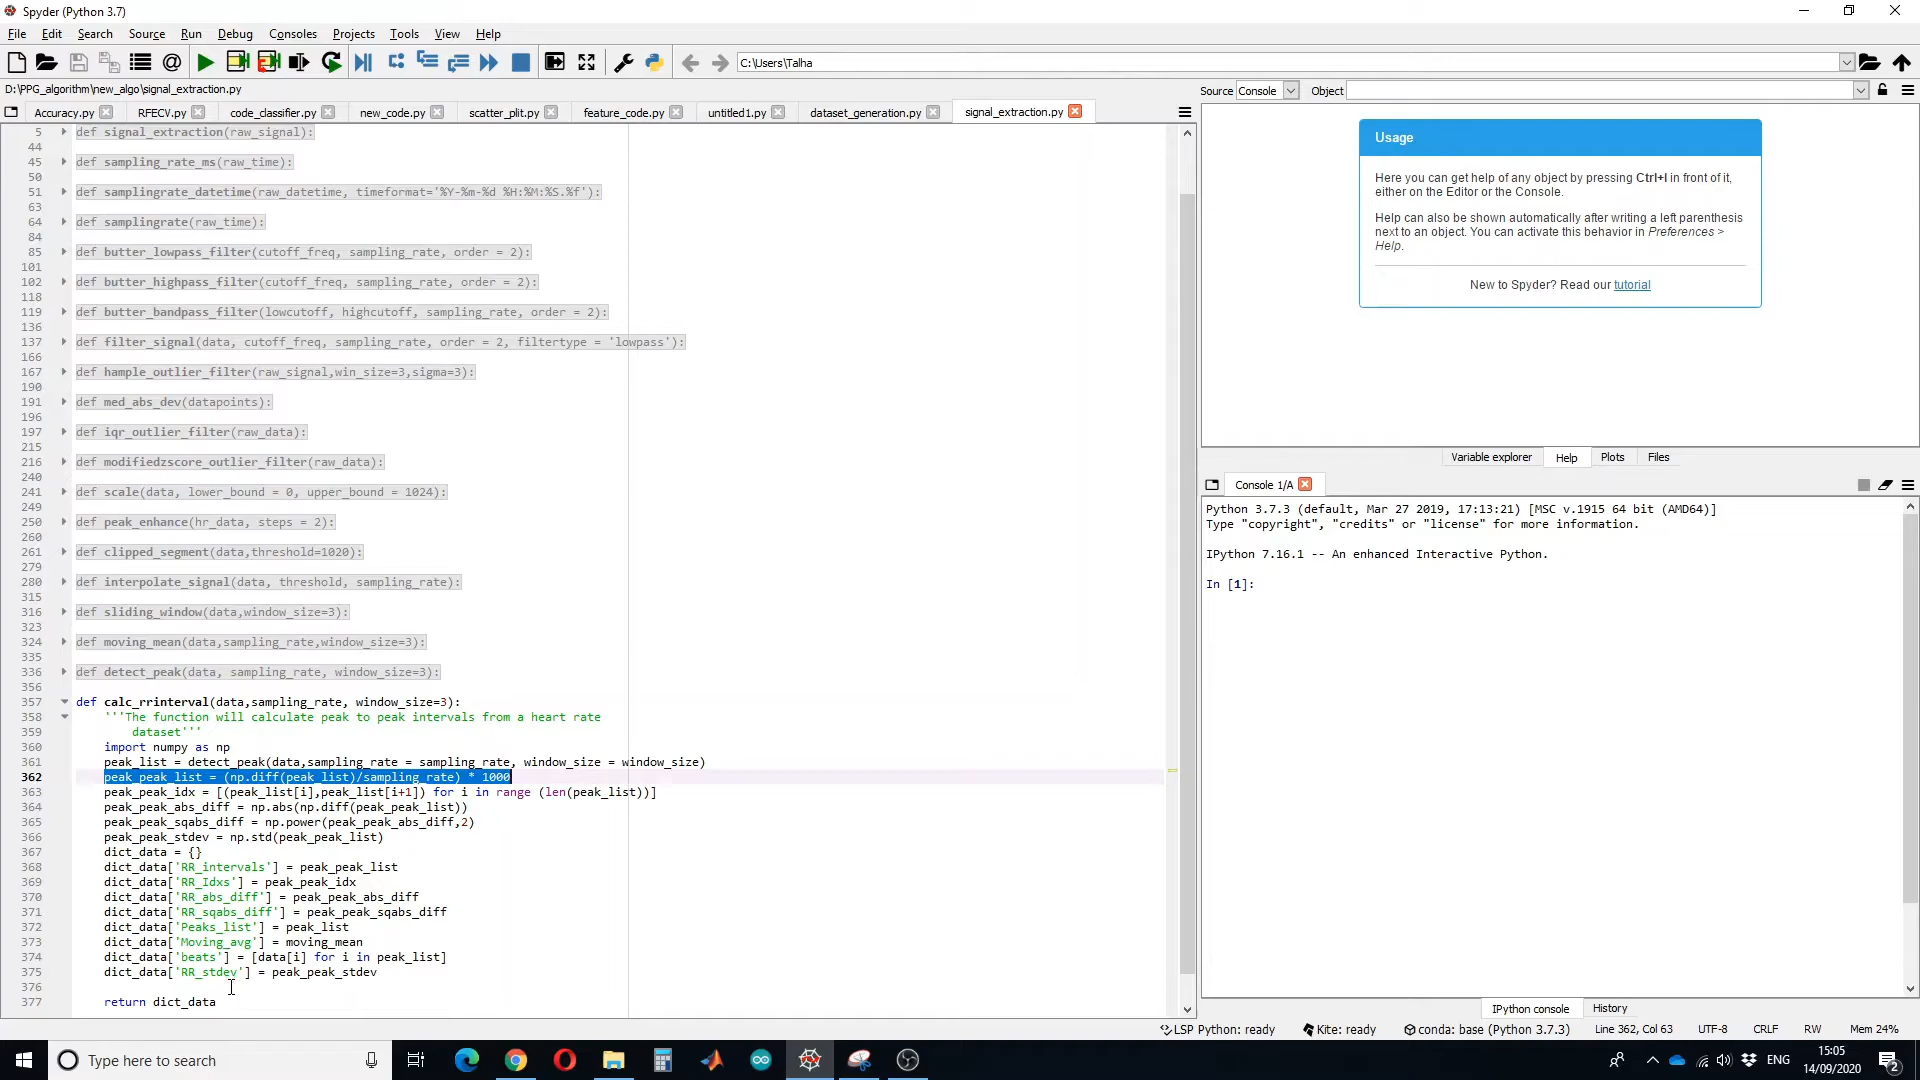 Spyder (Python 3.7)
File Edit Search Source Run Debug Consoles Projects Tools View Help
C:\Users\Talha
D:\PPG_algorithm\new_algo\signal_extraction.py
Accuracy.py RFECV.py code_classifier.py new_code.py scatter_plit.py feature_code.py untitled1.py dataset_generation.py signal_extraction.py
5 def signal_extraction(raw_signal):
44
45 def sampling_rate_ms(raw_time):
50
51 def samplingrate_datetime(raw_datetime, timeformat='%Y-%m-%d %H:%M:%S.%f'):
63
64 def samplingrate(raw_time):
84
85 def butter_lowpass_filter(cutoff_freq, sampling_rate, order = 2):
101
102 def butter_highpass_filter(cutoff_freq, sampling_rate, order = 2):
118
119 def butter_bandpass_filter(lowcutoff, highcutoff, sampling_rate, order = 2):
136
137 def filter_signal(data, cutoff_freq, sampling_rate, order = 2, filtertype = 'lowpass'):
166
167 def hample_outlier_filter(raw_signal,win_size=3,sigma=3):
190
191 def med_abs_dev(datapoints):
196
197 def iqr_outlier_filter(raw_data):
215
216 def modifiedzscore_outlier_filter(raw_data):
240
241 def scale(data, lower_bound = 0, upper_bound = 1024):
249
250 def peak_enhance(hr_data, steps = 2):
260
261 def clipped_segment(data,threshold=1020):
279
280 def interpolate_signal(data, threshold, sampling_rate):
315
316 def sliding_window(data,window_size=3):
323
324 def moving_mean(data,sampling_rate,window_size=3):
335
336 def detect_peak(data, sampling_rate, window_size=3):
356
357 def calc_rrinterval(data,sampling_rate, window_size=3):
358 '''The function will calculate peak to peak intervals from a heart rate
359 dataset'''
360 import numpy as np
361 peak_list = detect_peak(data,sampling_rate = sampling_rate, window_size = window_size)
362 peak_peak_list = (np.diff(peak_list)/sampling_rate) * 1000
363 peak_peak_idx = [(peak_list[i],peak_list[i+1]) for i in range (len(peak_list))]
364 peak_peak_abs_diff = np.abs(np.diff(peak_peak_list))
365 peak_peak_sqabs_diff = np.power(peak_peak_abs_diff,2)
366 peak_peak_stdev = np.std(peak_peak_list)
367 dict_data = {}
368 dict_data['RR_intervals'] = peak_peak_list
369 dict_data['RR_Idxs'] = peak_peak_idx
370 dict_data['RR_abs_diff'] = peak_peak_abs_diff
371 dict_data['RR_sqabs_diff'] = peak_peak_sqabs_diff
372 dict_data['Peaks_list'] = peak_list
373 dict_data['Moving_avg'] = moving_mean
374 dict_data['beats'] = [data[i] for i in peak_list]
375 dict_data['RR_stdev'] = peak_peak_stdev
376
377 return dict_data
Source Console Object
Usage
Here you can get help of any object by pressing Ctrl+I in front of it,
either on the Editor or the Console.
Help can also be shown automatically after writing a left parenthesis
next to an object. You can activate this behavior in Preferences >
Help.
New to Spyder? Read our tutorial
Variable explorer Help Plots Files
Console 1/A
Python 3.7.3 (default, Mar 27 2019, 17:13:21) [MSC v.1915 64 bit (AMD64)]
Type "copyright", "credits" or "license" for more information.
IPython 7.16.1 -- An enhanced Interactive Python.
In [1]:
IPython console History
LSP Python: ready Kite: ready conda: base (Python 3.7.3) Line 362, Col 63 UTF-8 CRLF RW Mem 24%
Type here to search
ENG
15:05
14/09/2020
2